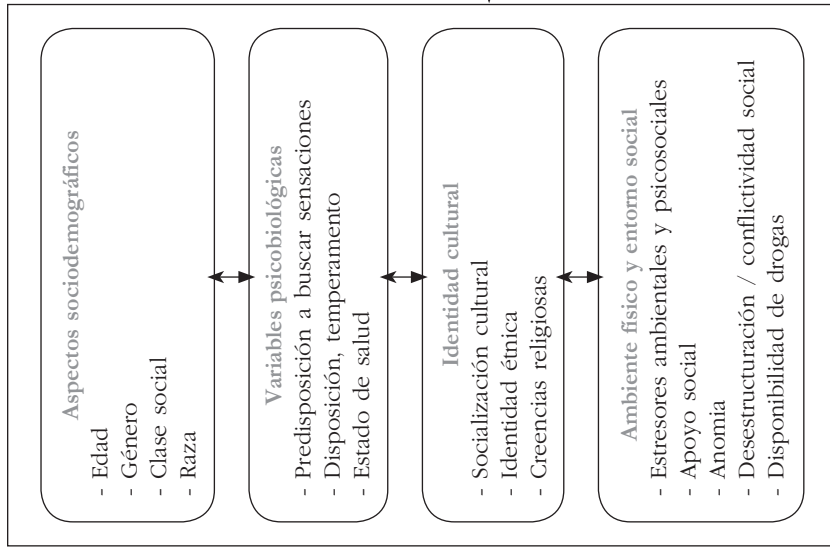 Aspectos sociodemográficos
- Edad
- Género
- Clase social
- Raza
Variables psicobiológicas
- Predisposición a buscar sensaciones
- Disposición, temperamento
- Estado de salud
Identidad cultural
- Socialización cultural
- Identidad étnica
- Creencias religiosas
Ambiente físico y entorno social
- Estresores ambientales y psicosociales
- Apoyo social
- Anomia
- Desestructuración / conflictividad social
- Disponibilidad de drogas